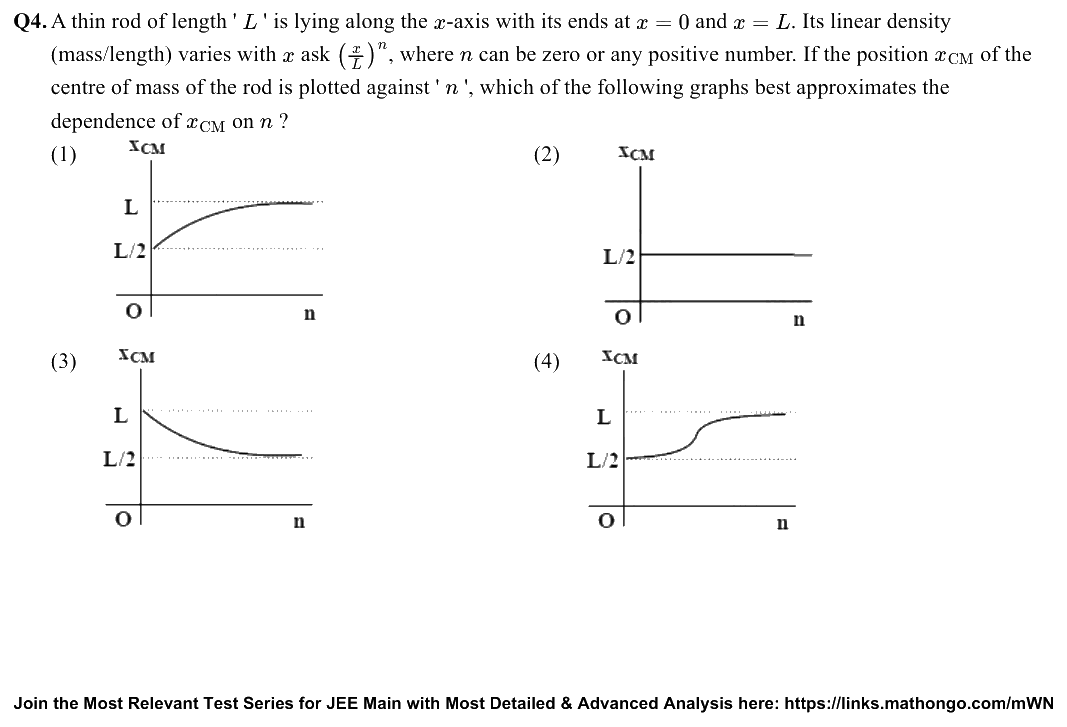 Q4. A thin rod of length ' L ' is lying along the x-axis with its ends at x = 0 and x = L. Its linear density
(mass/length) varies with x ask (x/L)^n, where n can be zero or any positive number. If the position x_CM of the
centre of mass of the rod is plotted against ' n ', which of the following graphs best approximates the
dependence of x_CM on n ?
(1) XCM
L
L/2
O n
(2) XCM
L/2
O n
(3) XCM
L
L/2
O n
(4) XCM
L
L/2
O n
Join the Most Relevant Test Series for JEE Main with Most Detailed & Advanced Analysis here: https://links.mathongo.com/mWN